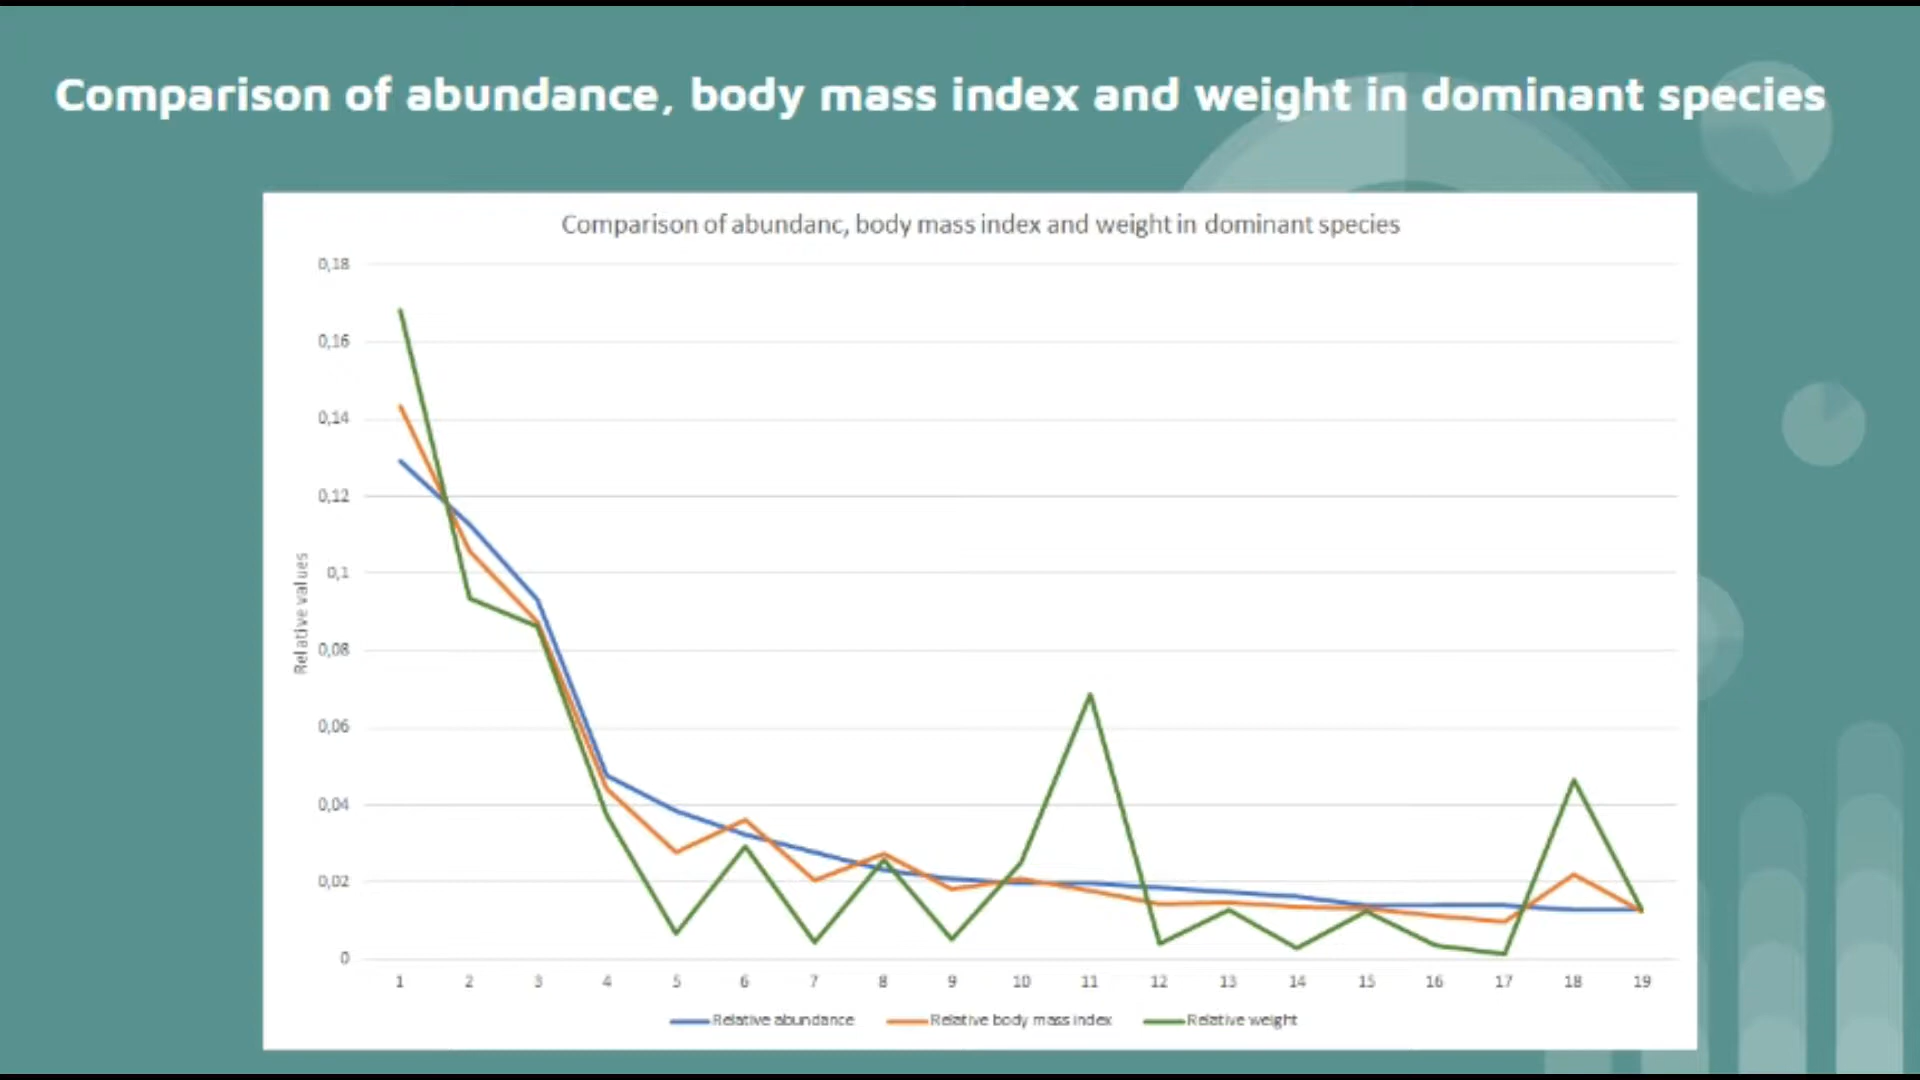 Comparison of abundance, body mass index and weight in dominant species
Comparison of abundanc, body mass index and weight in dominant species
0,18
0,16
0,14
0,12
0,1
0,08
0,06
0,04
0,02
0
Relative values
1 2 3 4 5 6 7 8 9 10 11 12 13 14 15 16 17 18 19
Relative abundance Relative body mass index Relative weight